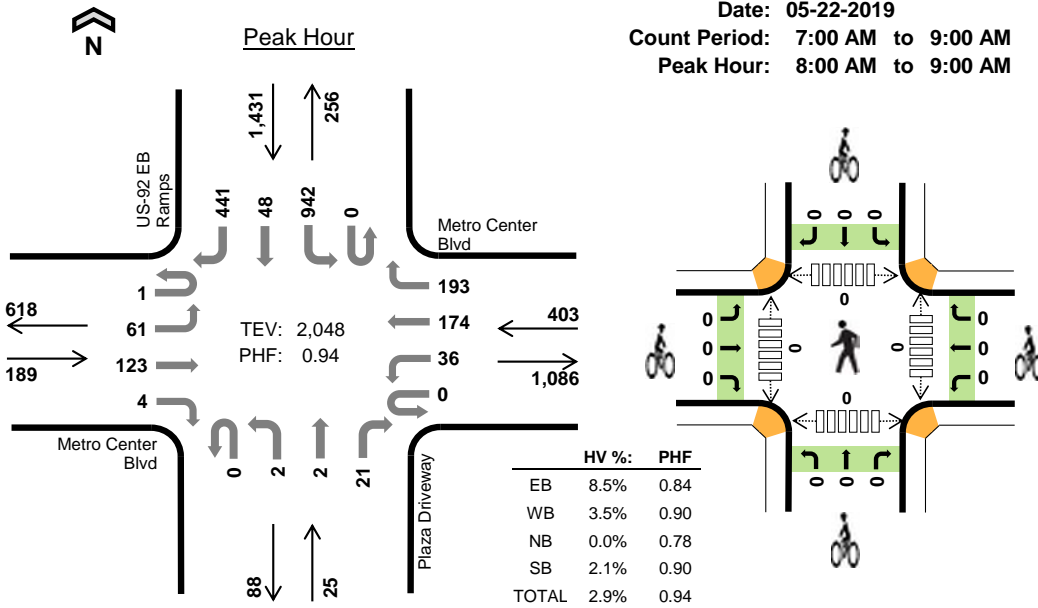 N
Peak Hour
Date: 05-22-2019
Count Period: 7:00 AM to 9:00 AM
Peak Hour: 8:00 AM to 9:00 AM
1,431
256
US-92 EB
Ramps
441
48
942
0
Metro Center
Blvd
1
61
123
4
618
189
TEV: 2,048
PHF: 0.94
193
174
36
0
403
1,086
Metro Center
Blvd
0
2
2
21
Plaza Driveway
88
25
HV %: PHF
EB 8.5% 0.84
WB 3.5% 0.90
NB 0.0% 0.78
SB 2.1% 0.90
TOTAL 2.9% 0.94
0 0 0
0
0
0
0
0
0
0
0
0
0
0
0 0 0